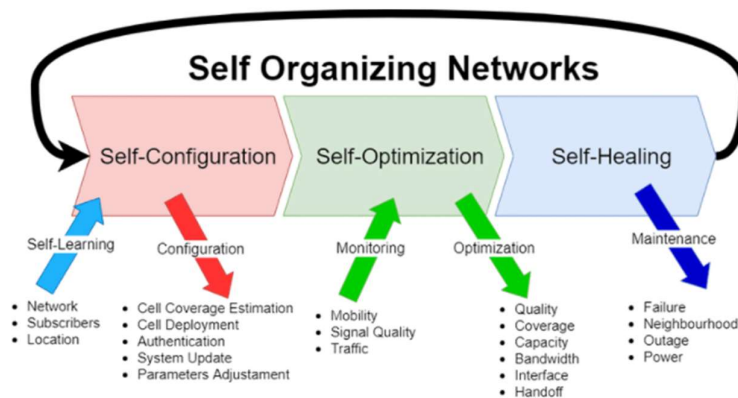 Self Organizing Networks
Self-Configuration
Self-Optimization
Self-Healing
Self-Learning
Configuration
Monitoring
Optimization
Maintenance
• Network
• Subscribers
• Location
• Cell Coverage Estimation
• Cell Deployment
• Authentication
• System Update
• Parameters Adjustament
• Mobility
• Signal Quality
• Traffic
• Quality
• Coverage
• Capacity
• Bandwidth
• Interface
• Handoff
• Failure
• Neighbourhood
• Outage
• Power